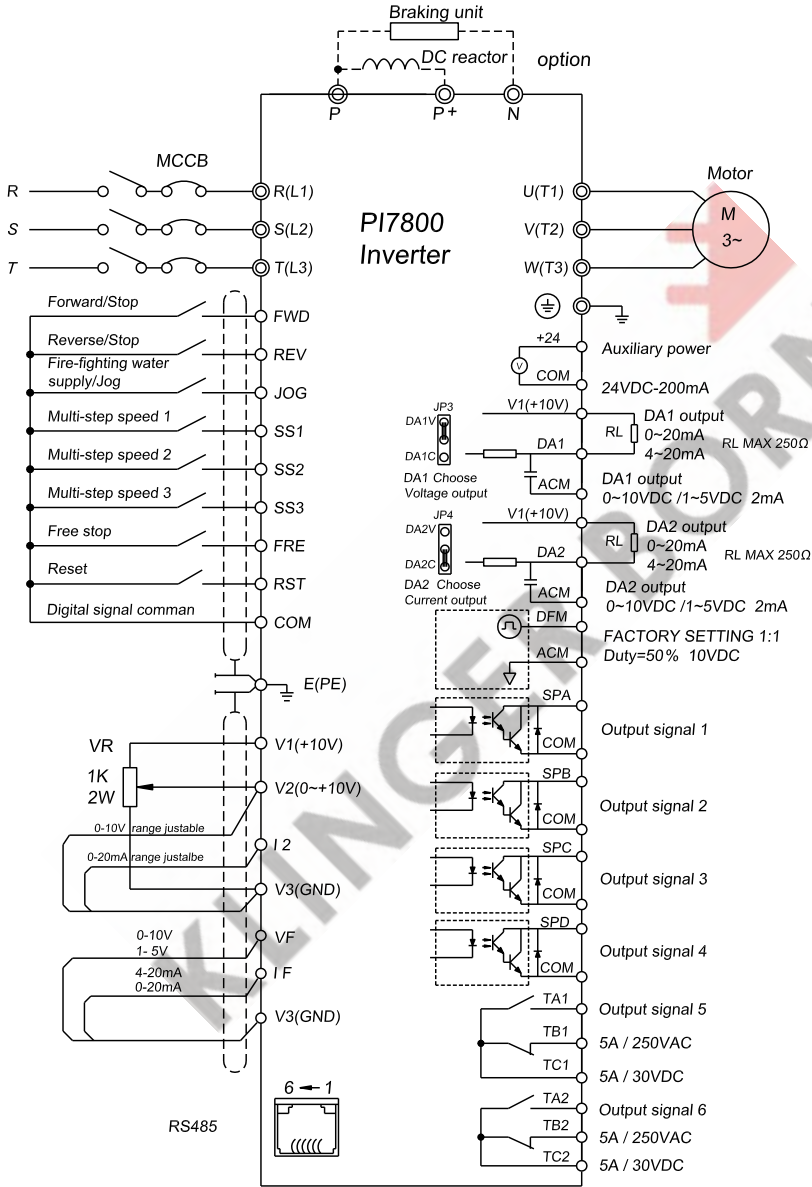 Braking unit
DC reactor
option
P
P+
N
MCCB
R
R(L1)
S
S(L2)
T
T(L3)
PI7800
Inverter
U(T1)
V(T2)
W(T3)
Motor
M
3~
Forward/Stop
FWD
Reverse/Stop
REV
Fire-fighting water
supply/Jog
JOG
Multi-step speed 1
SS1
Multi-step speed 2
SS2
Multi-step speed 3
SS3
Free stop
FRE
Reset
RST
Digital signal comman
COM
E(PE)
VR
1K
2W
V1(+10V)
V2(0~+10V)
0-10V range justable
I2
0-20mA range justalbe
V3(GND)
0-10V
1-5V
VF
4-20mA
0-20mA
IF
V3(GND)
RS485
6
1
+24
V
COM
Auxiliary power
24VDC-200mA
JP3
DA1V
DA1C
DA1 Choose
Voltage output
V1(+10V)
DA1
ACM
RL
DA1 output
0~20mA
4~20mA
RL MAX 250Ω
DA1 output
0~10VDC /1~5VDC 2mA
JP4
DA2V
DA2C
DA2 Choose
Current output
V1(+10V)
DA2
ACM
RL
DA2 output
0~20mA
4~20mA
RL MAX 250Ω
DA2 output
0~10VDC /1~5VDC 2mA
DFM
ACM
FACTORY SETTING 1:1
Duty=50% 10VDC
SPA
COM
Output signal 1
SPB
COM
Output signal 2
SPC
COM
Output signal 3
SPD
COM
Output signal 4
TA1
Output signal 5
TB1
5A / 250VAC
TC1
5A / 30VDC
TA2
Output signal 6
TB2
5A / 250VAC
TC2
5A / 30VDC
KLINGER BORN